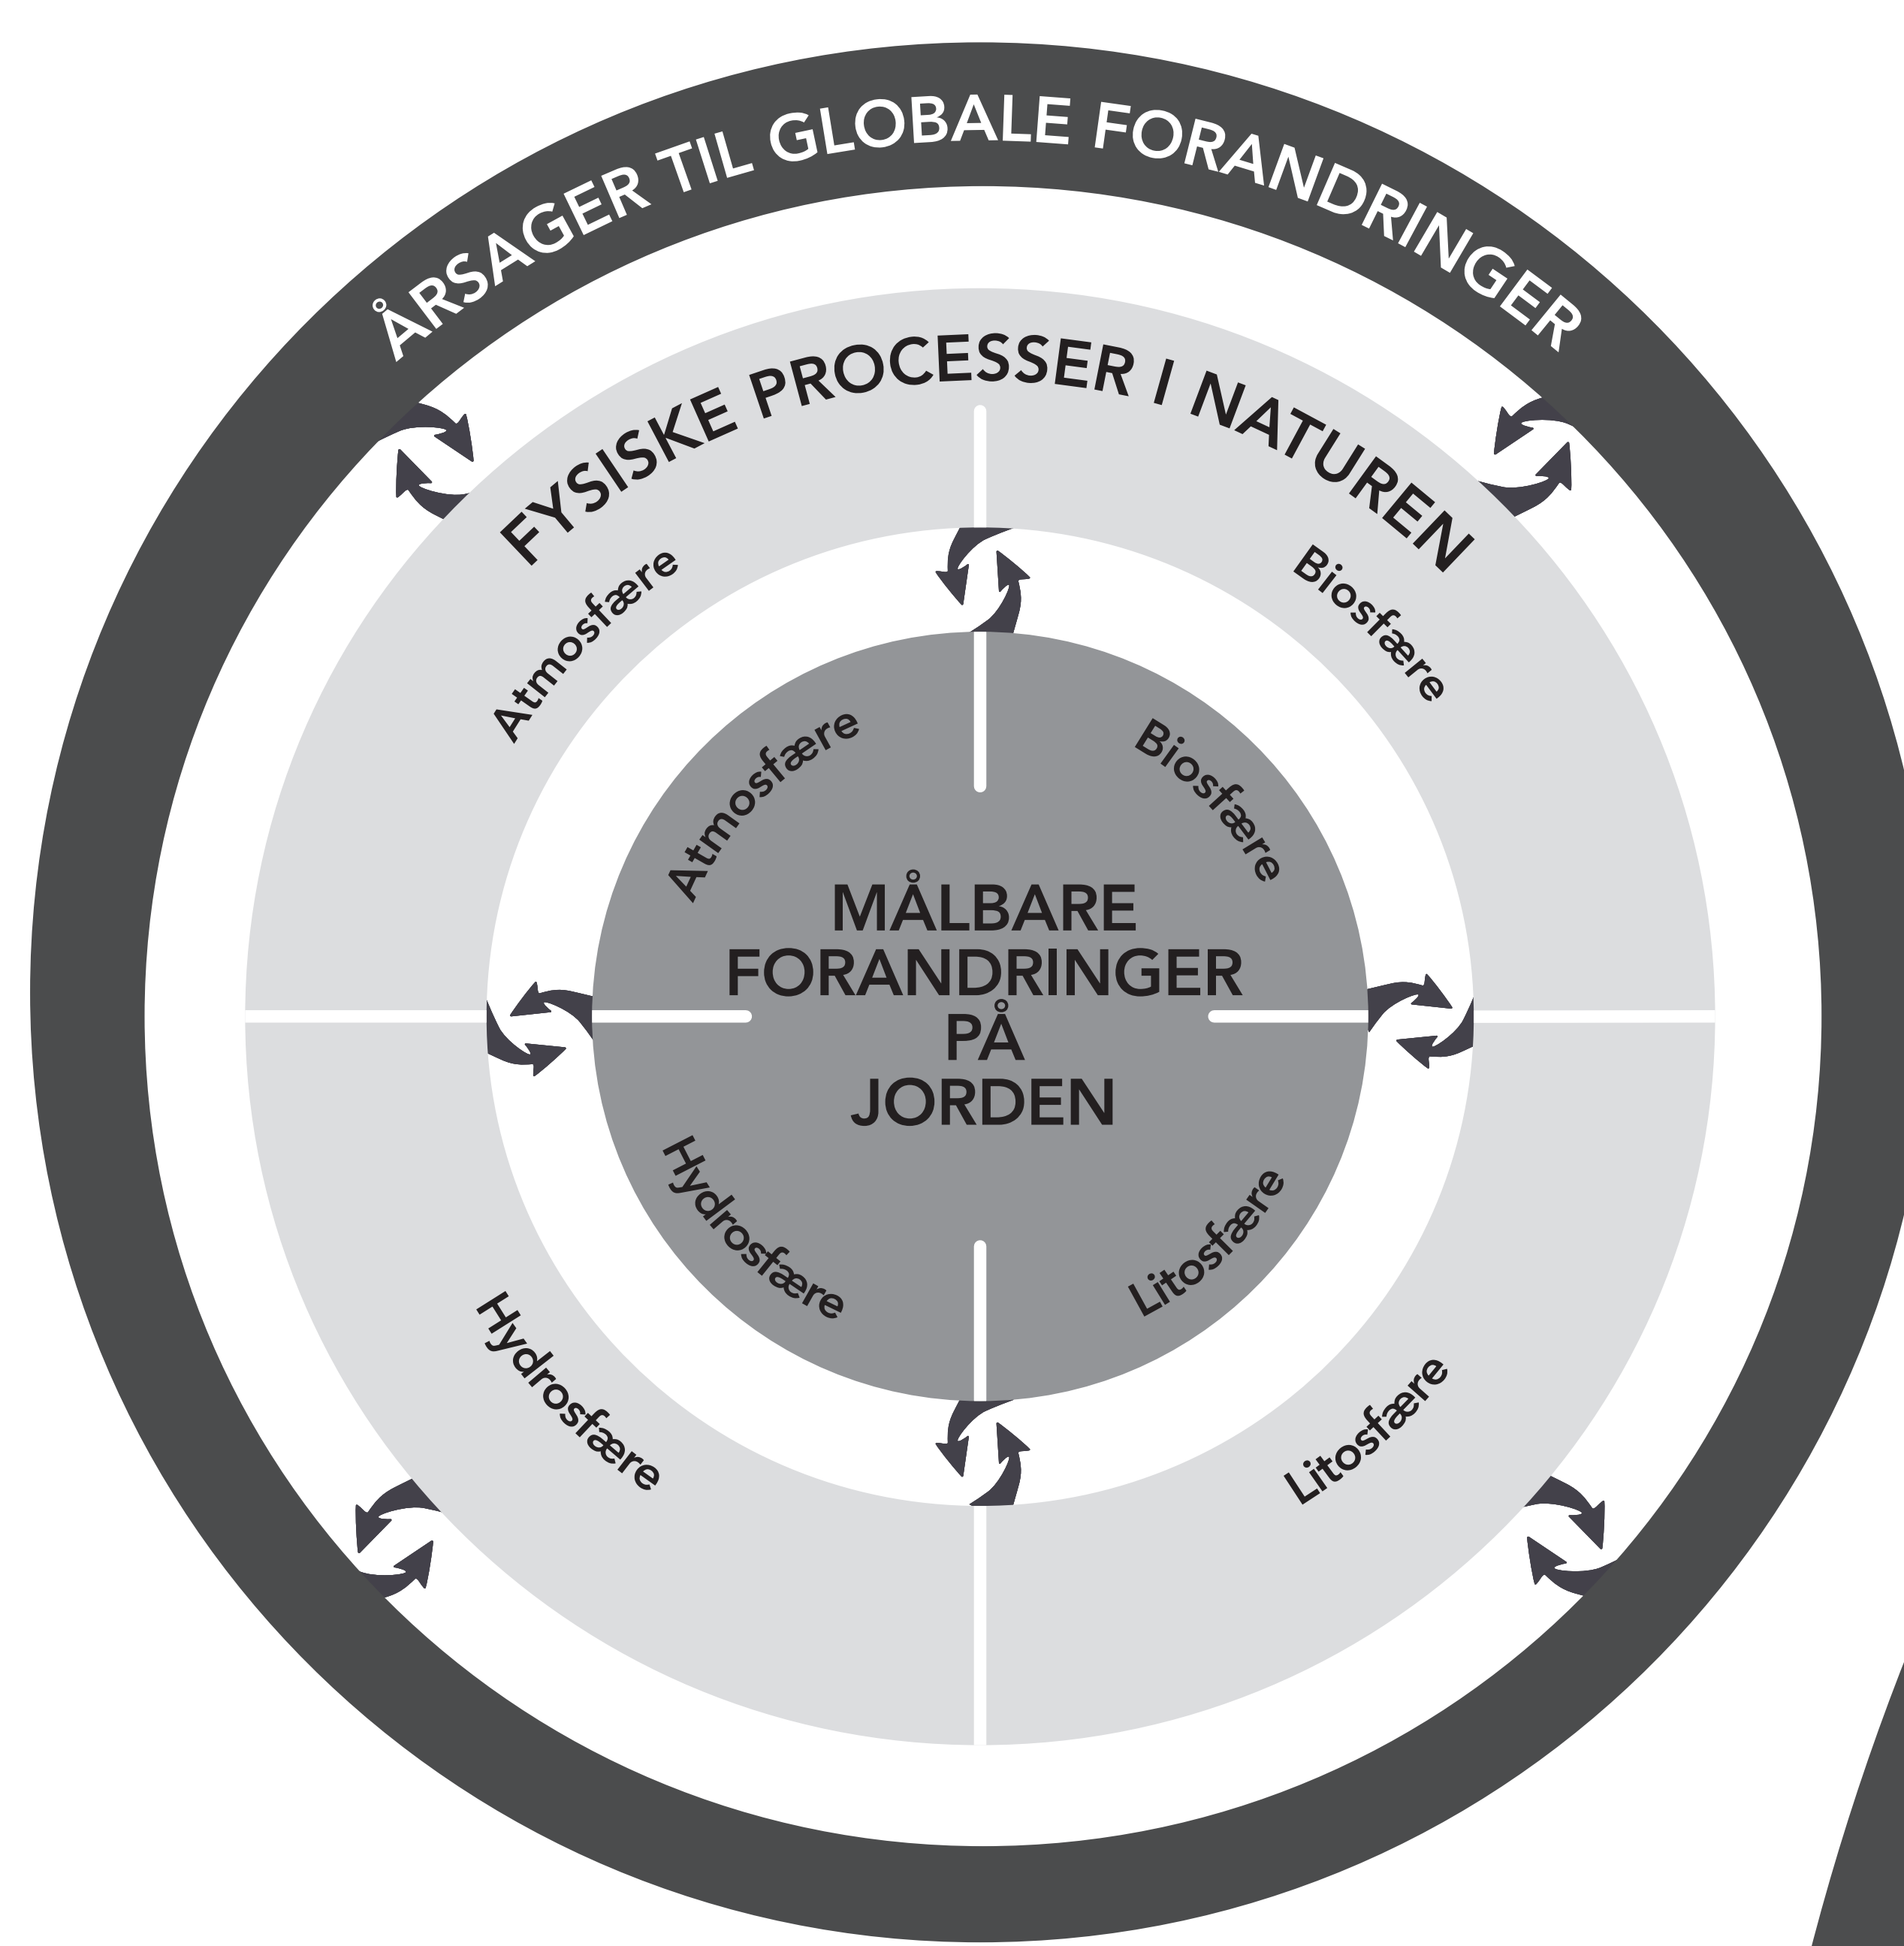 ÅRSAGER TIL GLOBALE FORANDRINGER
FYSISKE PROCESSER I NATUREN
Atmosfære
Biosfære
Atmosfære
Biosfære
MÅLBARE
FORANDRINGER
PÅ
JORDEN
Hydrosfære
Litosfære
Hydrosfære
Litosfære